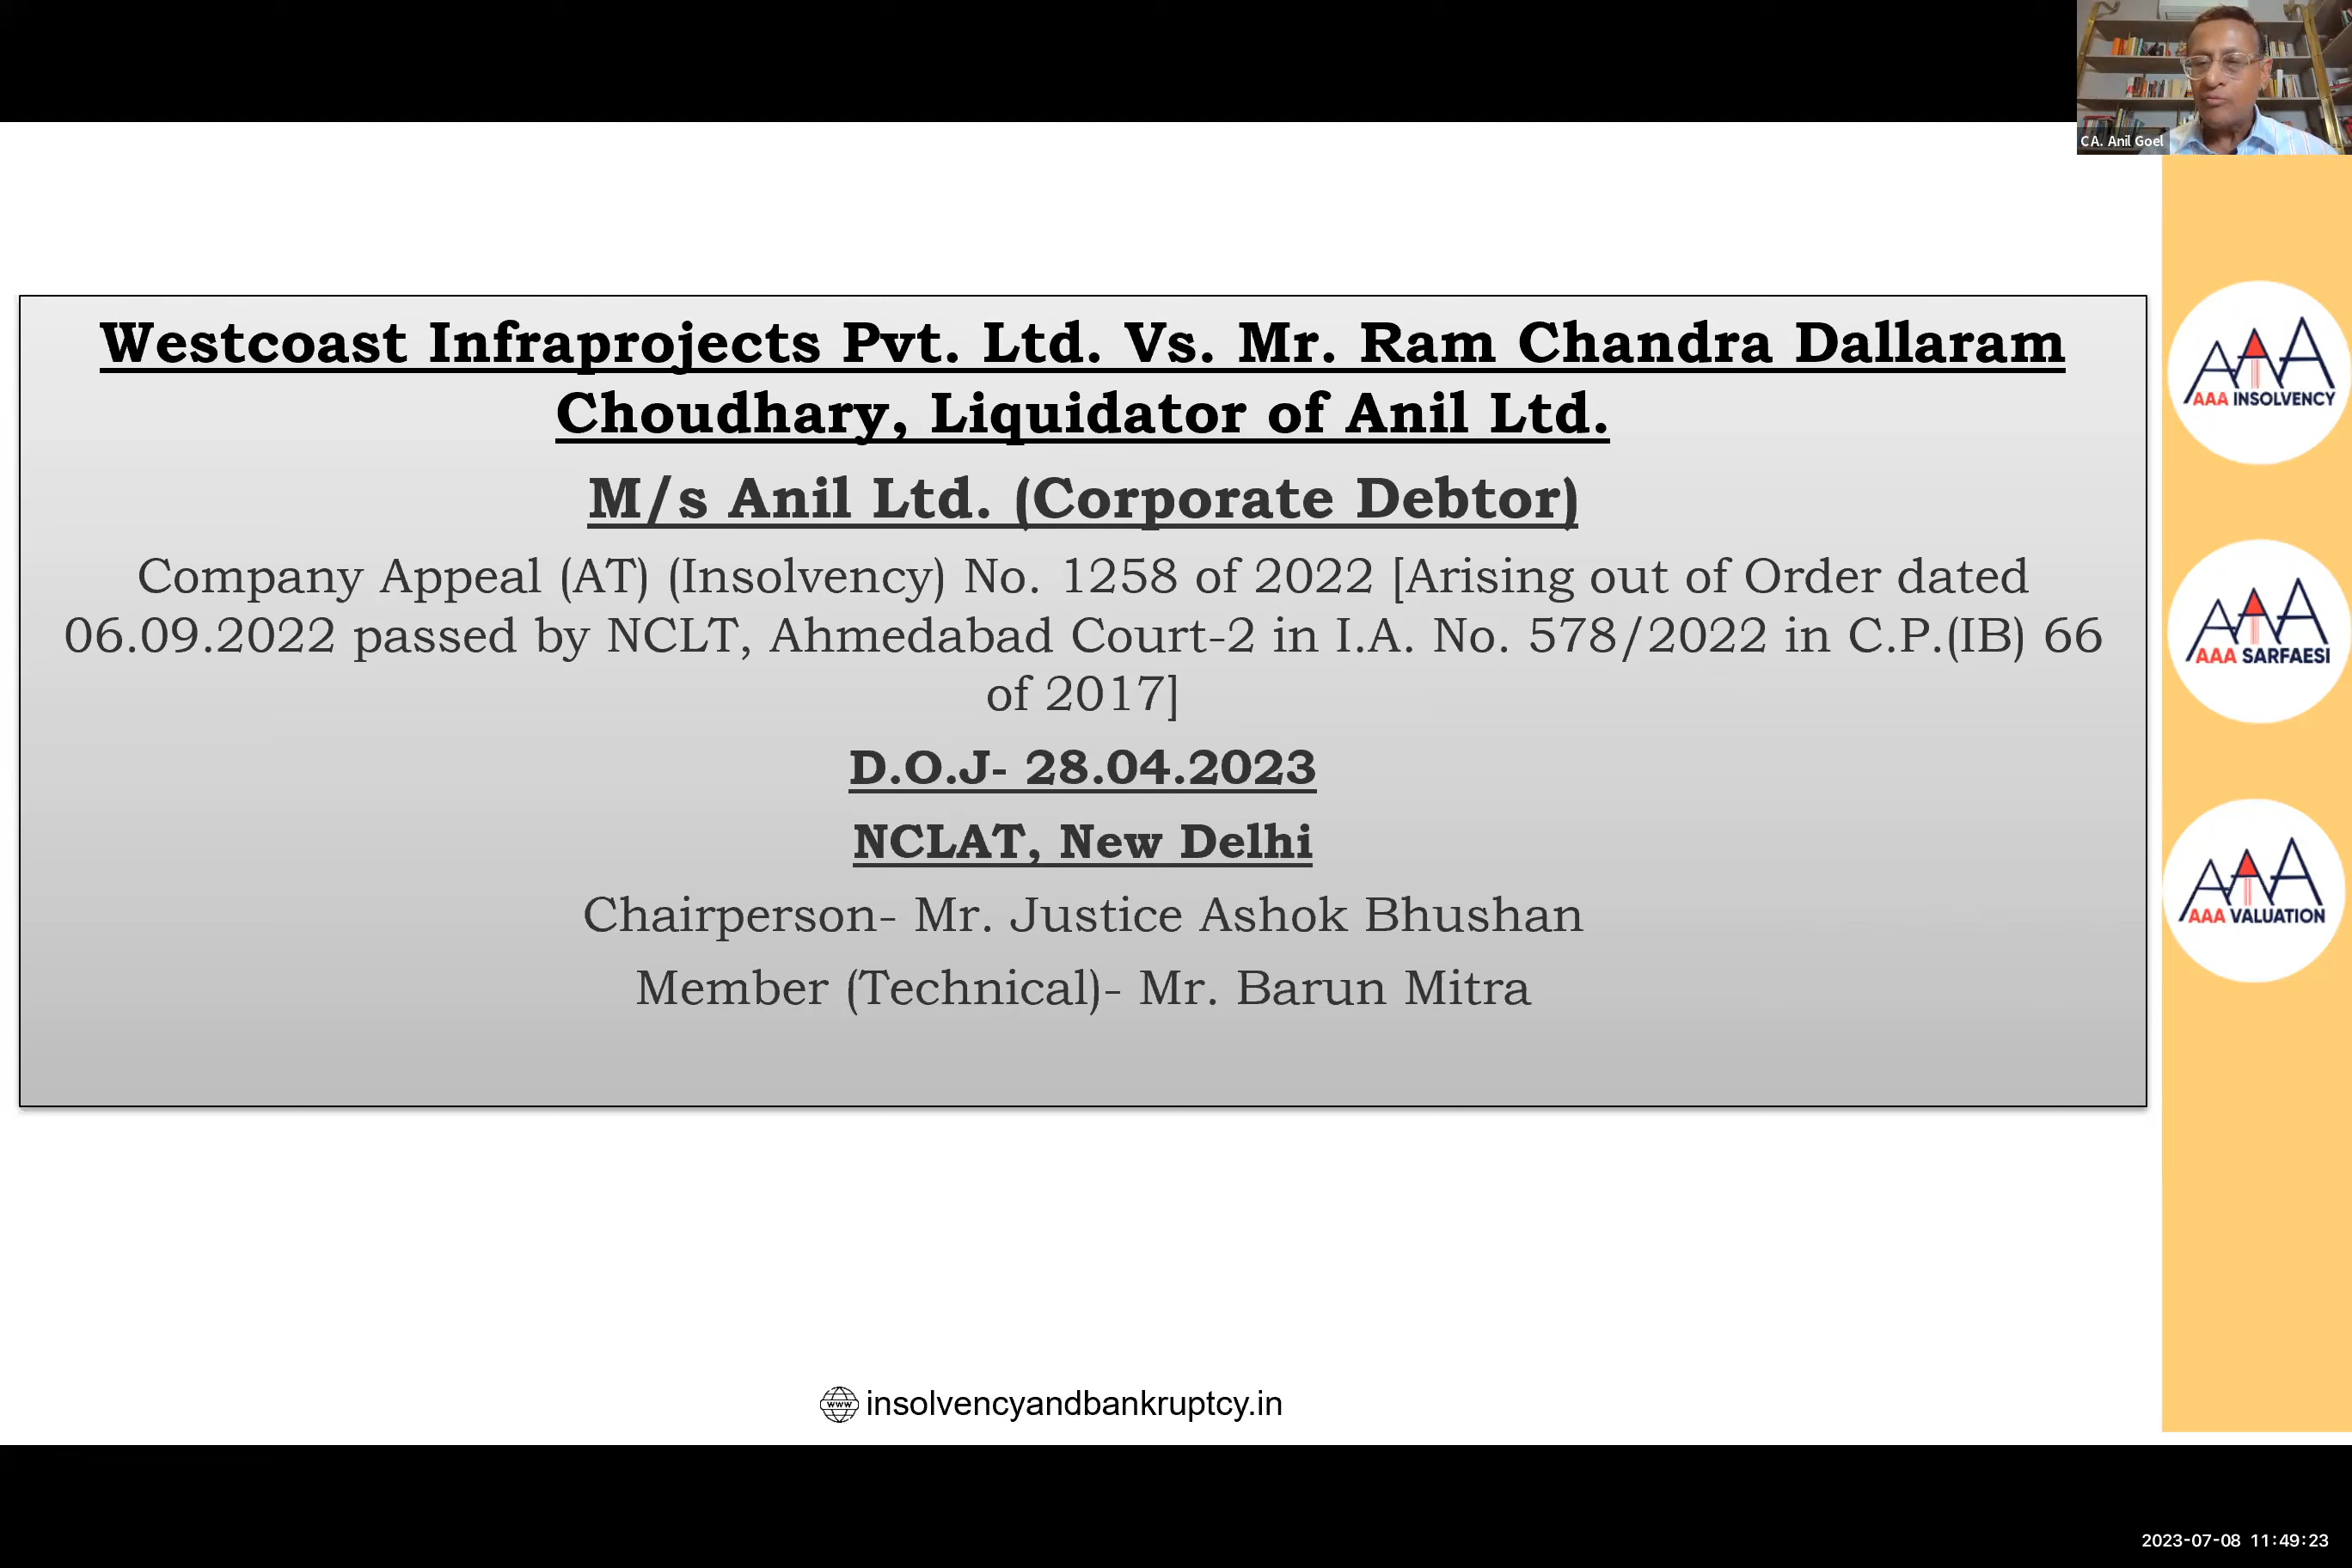 CA. Anil Goel
Westcoast Infraprojects Pvt. Ltd. Vs. Mr. Ram Chandra Dallaram
Choudhary, Liquidator of Anil Ltd.
M/s Anil Ltd. (Corporate Debtor)
Company Appeal (AT) (Insolvency) No. 1258 of 2022 [Arising out of Order dated
06.09.2022 passed by NCLT, Ahmedabad Court-2 in I.A. No. 578/2022 in C.P.(IB) 66
of 2017]
D.O.J- 28.04.2023
NCLAT, New Delhi
Chairperson- Mr. Justice Ashok Bhushan
Member (Technical)- Mr. Barun Mitra
AAA
AAA INSOLVENCY
AAA
AAA SARFAESI
AAA
AAA VALUATION
www
insolvencyandbankruptcy.in
2023-07-08 11:49:23